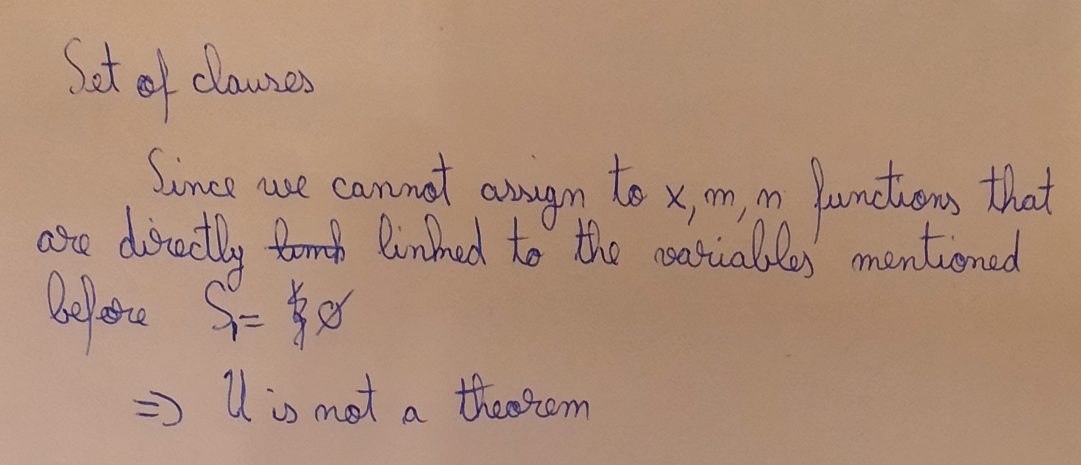 Set of clauses
Since we cannot assign to x, m, n functions that
are directly linked to the variables mentioned
before S₁= ∅
=> U is not a theorem